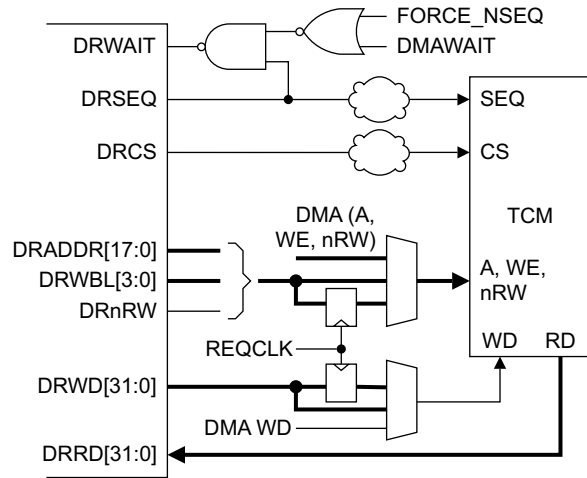 FORCE_NSEQ
DRWAIT
DMAWAIT
DRSEQ
SEQ
DRCS
CS
TCM
DMA (A,
WE, nRW)
DRADDR[17:0]
DRWBL[3:0]
A, WE,
nRW
DRnRW
REQCLK
WD RD
DRWD[31:0]
DMA WD
DRRD[31:0]